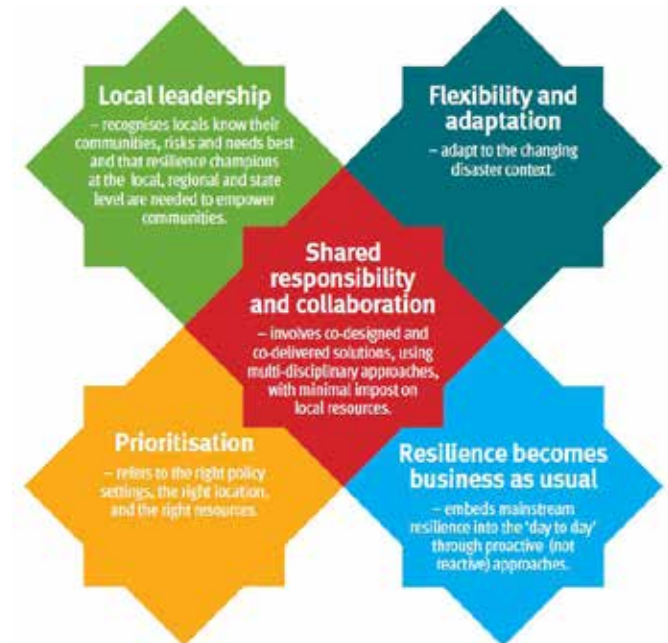 Local leadership
– recognises locals know their
communities, risks and needs best
and that resilience champions
at the local, regional and state
level are needed to empower
communities.
Flexibility and
adaptation
– adapt to the changing
disaster context.
Shared
responsibility
and collaboration
– involves co-designed and
co-delivered solutions, using
multi-disciplinary approaches,
with minimal impost on
local resources.
Prioritisation
– refers to the right policy
settings, the right location,
and the right resources.
Resilience becomes
business as usual
– embeds mainstream
resilience into the ‘day to day’
through proactive (not
reactive) approaches.